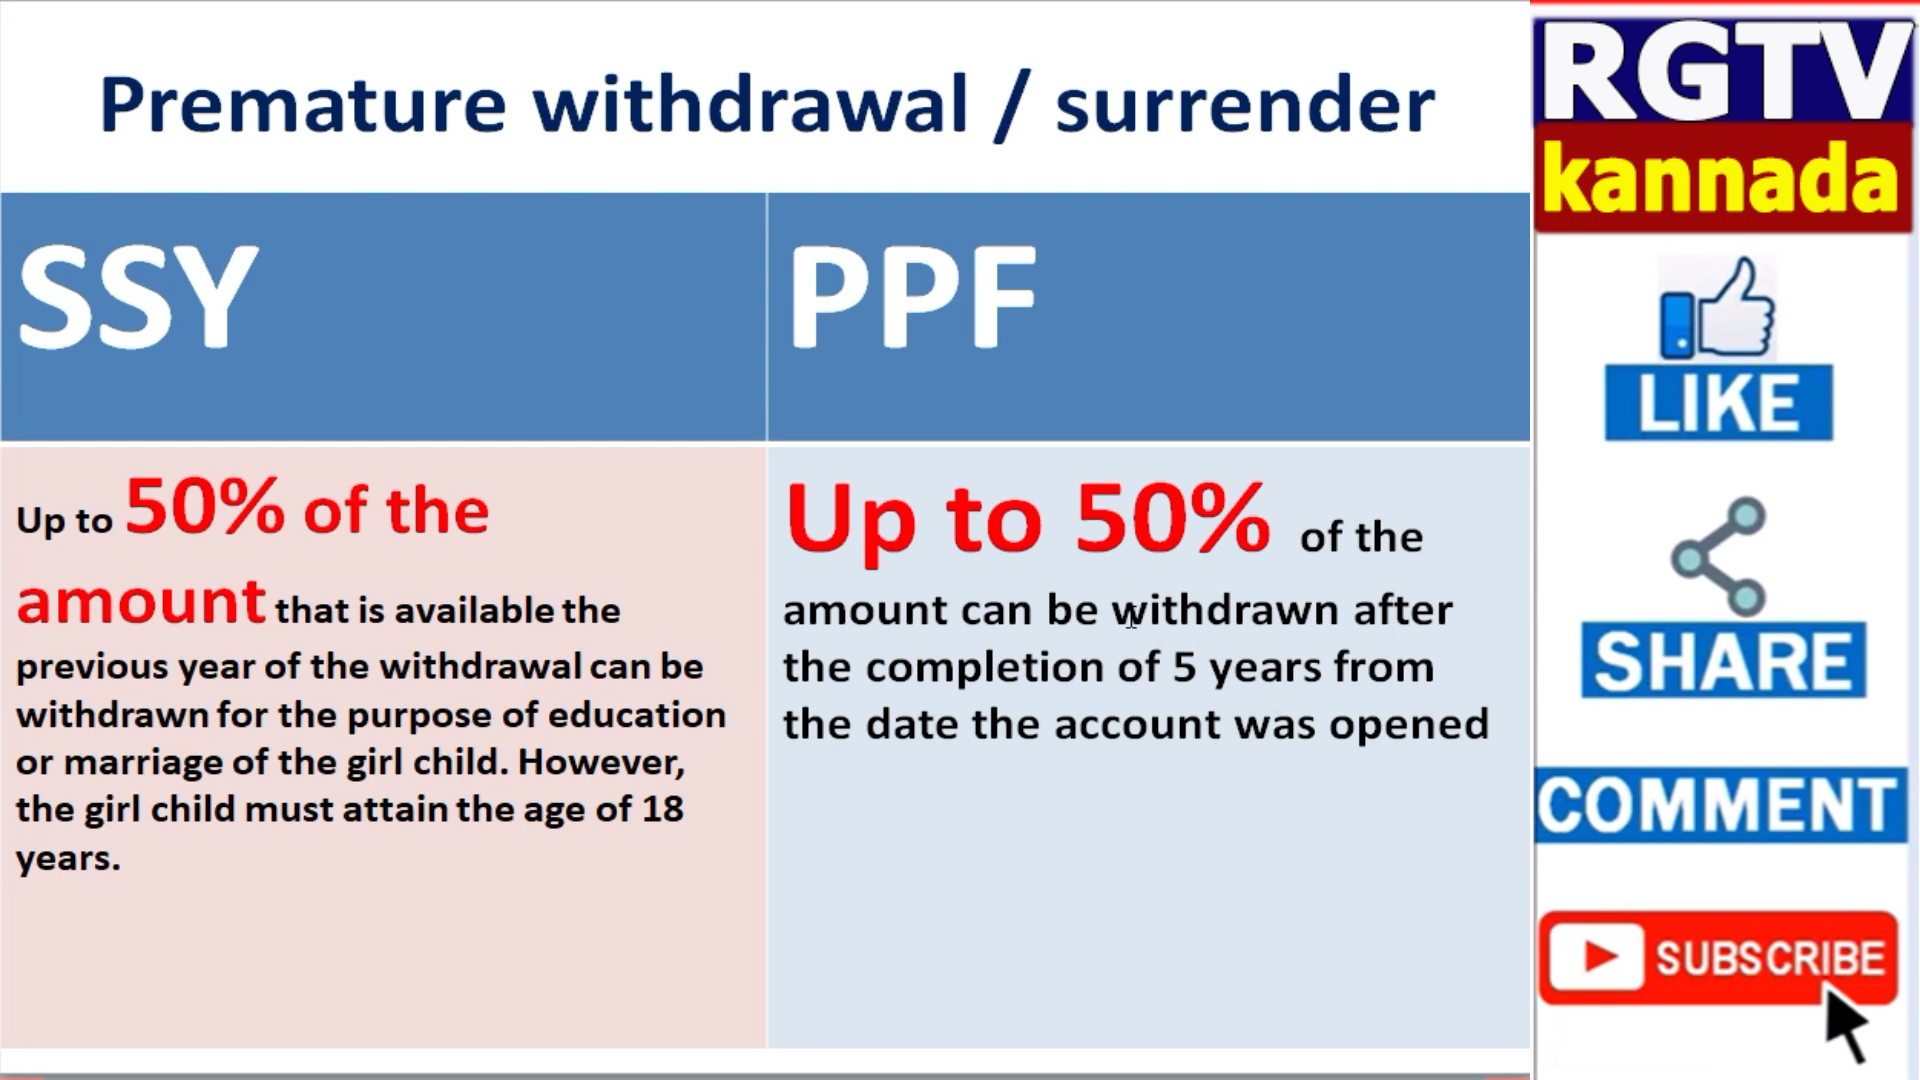 Premature withdrawal / surrender
SSY
PPF
Up to 50% of the
amount that is available the
previous year of the withdrawal can be
withdrawn for the purpose of education
or marriage of the girl child. However,
the girl child must attain the age of 18
years.
Up to 50% of the
amount can be withdrawn after
the completion of 5 years from
the date the account was opened
RGTV
kannada
LIKE
SHARE
COMMENT
SUBSCRIBE